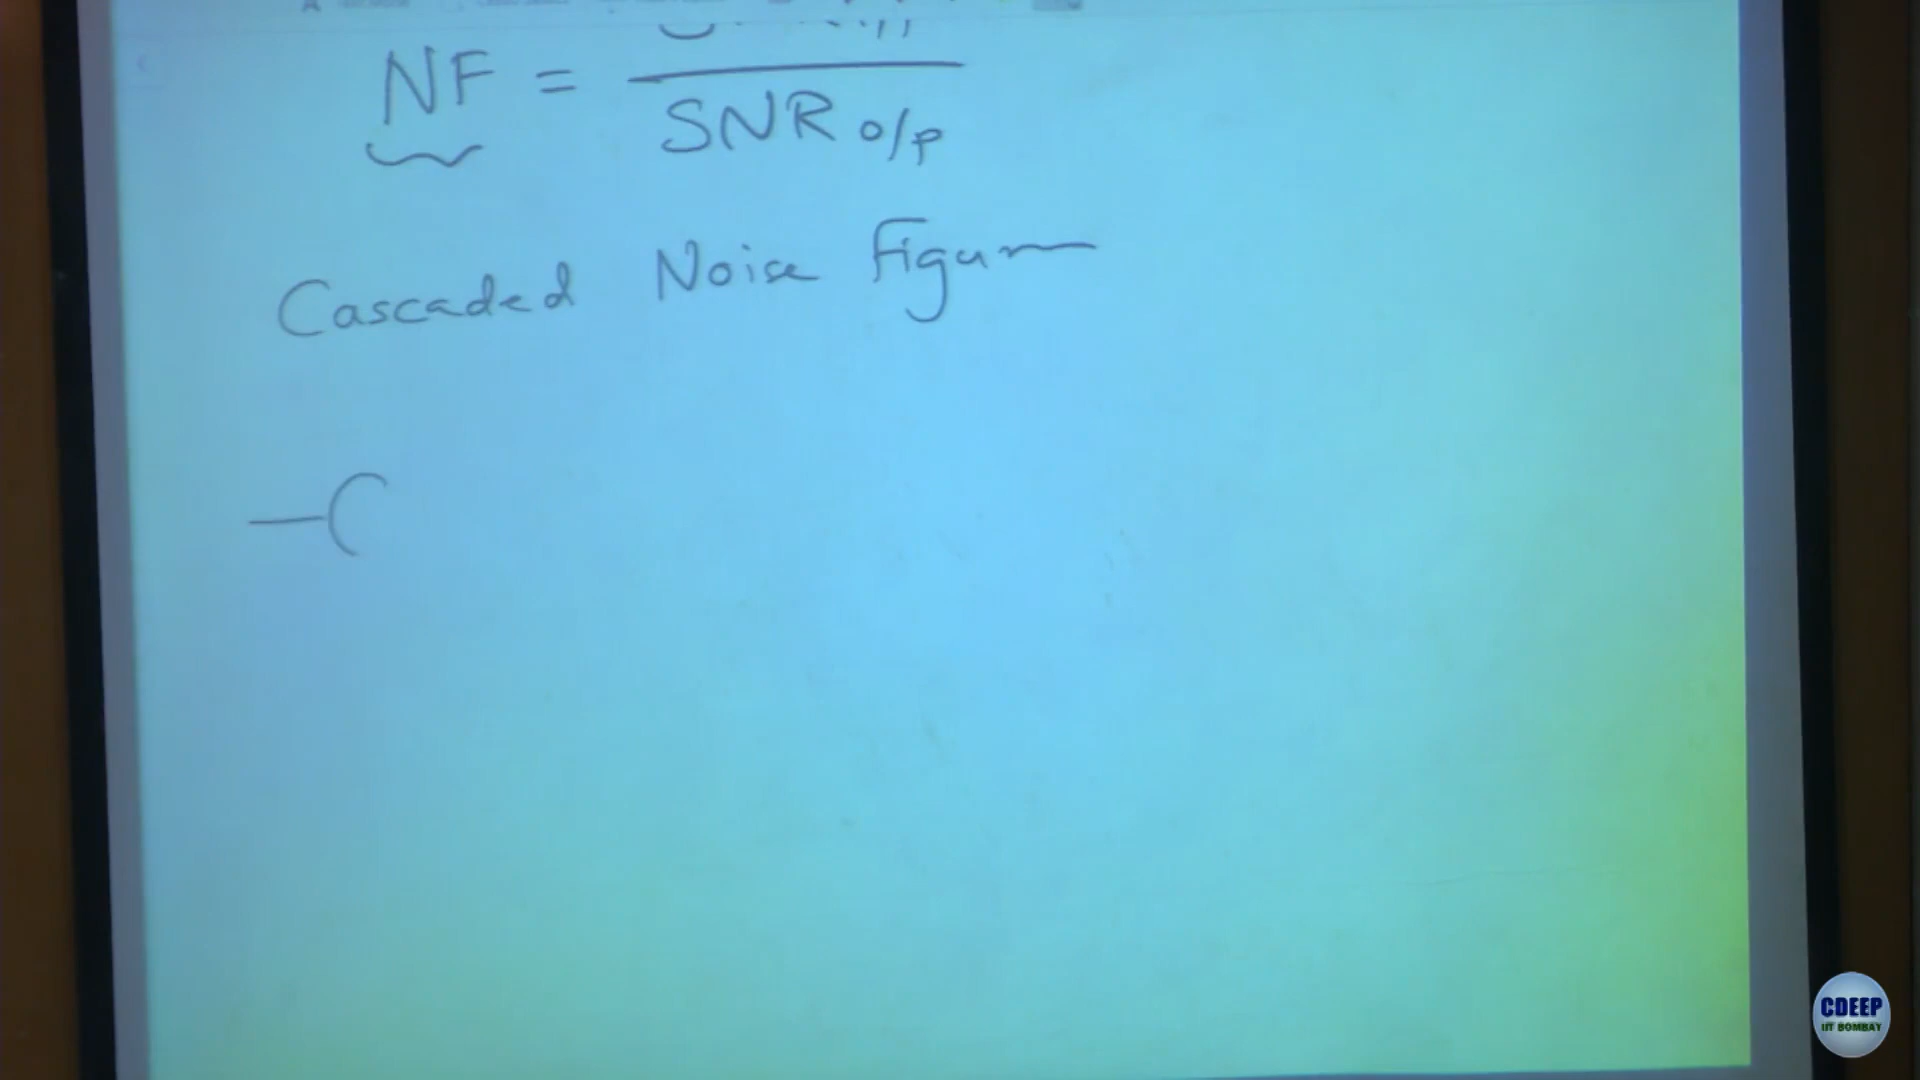 NF =
SNR o/p
Cascaded Noise Figure
CDEEP
IIT BOMBAY